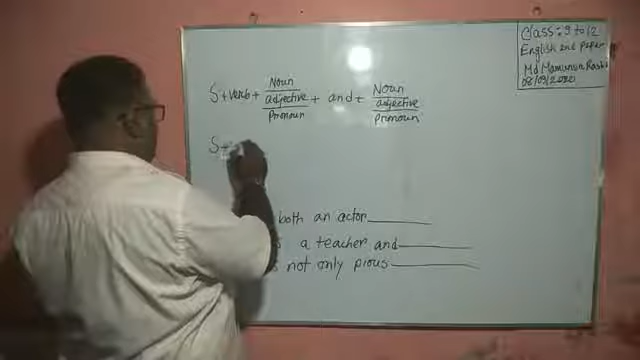 Class: 9 to 12
English 2nd paper
Md Mamunur Rashi
08/09/2020
S + verb + Noun/adjective/Pronoun + and + Noun/adjective/pronoun
S +
both an actor
a teacher and
not only pious